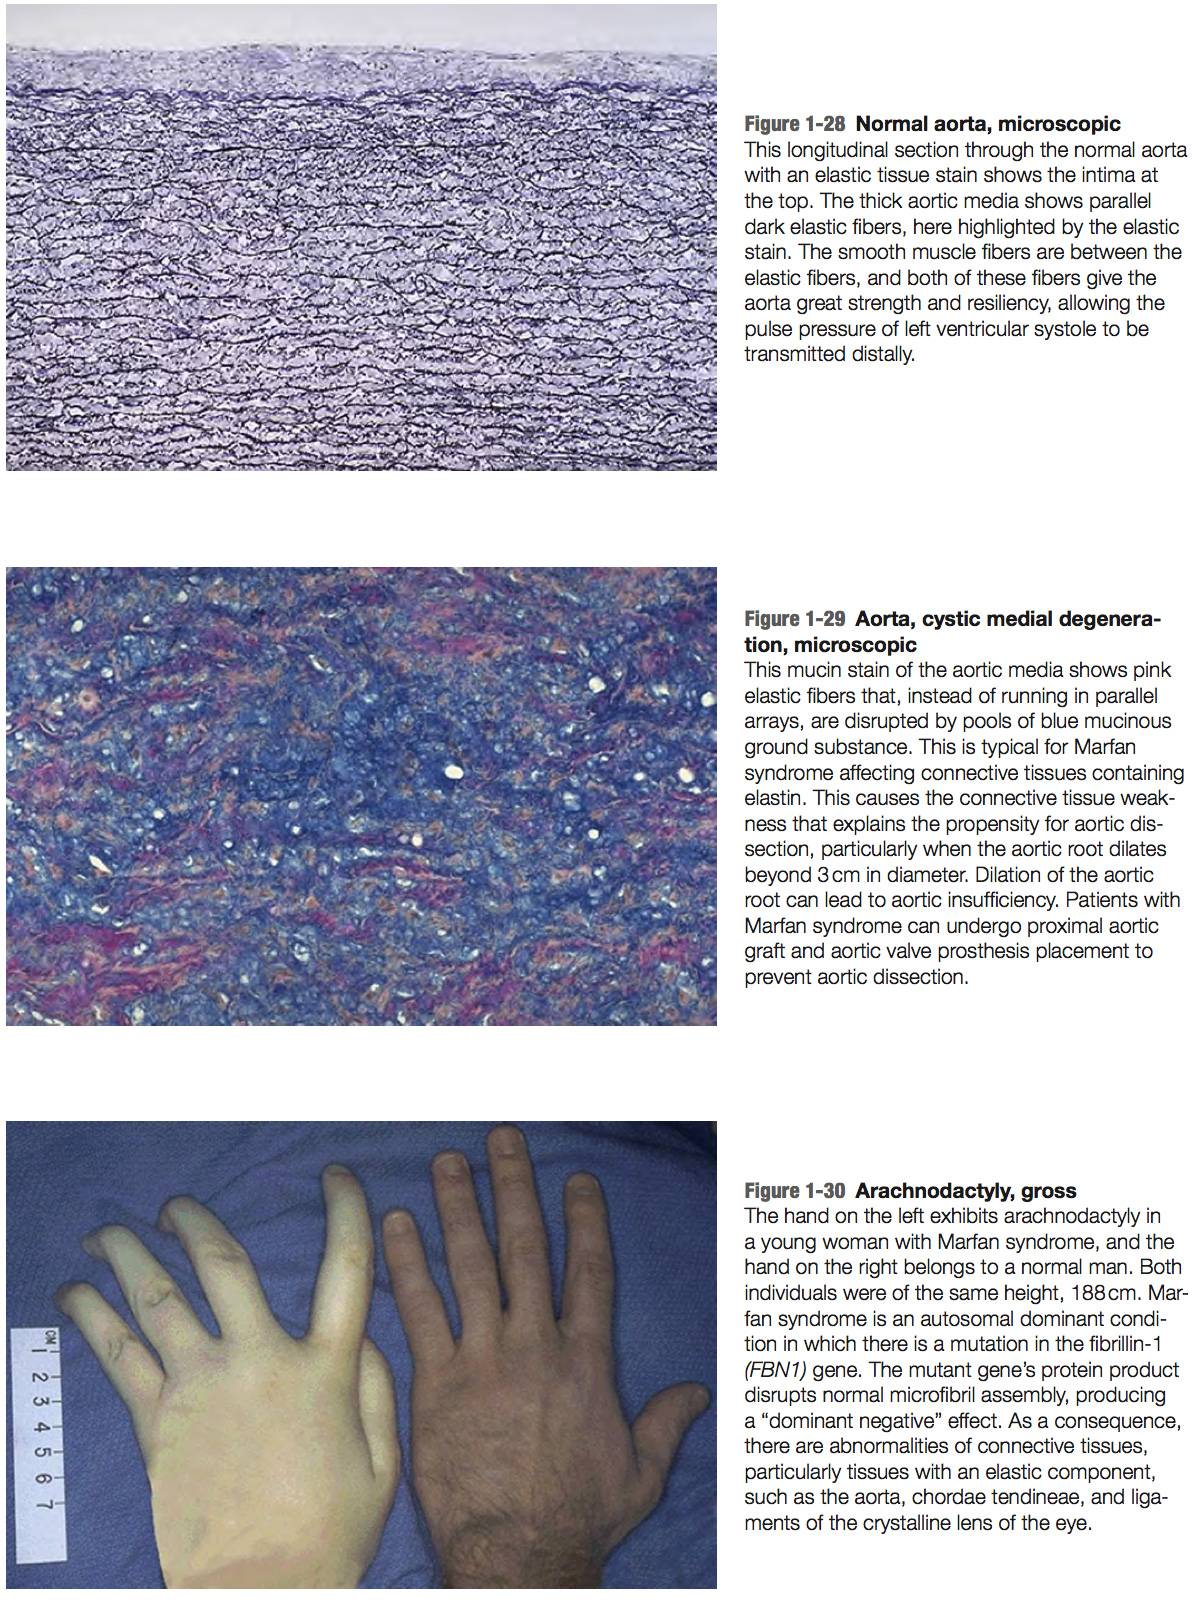 Figure 1-28 Normal aorta, microscopic
This longitudinal section through the normal aorta
with an elastic tissue stain shows the intima at
the top. The thick aortic media shows parallel
dark elastic fibers, here highlighted by the elastic
stain. The smooth muscle fibers are between the
elastic fibers, and both of these fibers give the
aorta great strength and resiliency, allowing the
pulse pressure of left ventricular systole to be
transmitted distally.
Figure 1-29 Aorta, cystic medial degenera-
tion, microscopic
This mucin stain of the aortic media shows pink
elastic fibers that, instead of running in parallel
arrays, are disrupted by pools of blue mucinous
ground substance. This is typical for Marfan
syndrome affecting connective tissues containing
elastin. This causes the connective tissue weak-
ness that explains the propensity for aortic dis-
section, particularly when the aortic root dilates
beyond 3 cm in diameter. Dilation of the aortic
root can lead to aortic insufficiency. Patients with
Marfan syndrome can undergo proximal aortic
graft and aortic valve prosthesis placement to
prevent aortic dissection.
CM 1 2 3 4 5 6 7
Figure 1-30 Arachnodactyly, gross
The hand on the left exhibits arachnodactyly in
a young woman with Marfan syndrome, and the
hand on the right belongs to a normal man. Both
individuals were of the same height, 188 cm. Mar-
fan syndrome is an autosomal dominant condi-
tion in which there is a mutation in the fibrillin-1
(FBN1) gene. The mutant gene's protein product
disrupts normal microfibril assembly, producing
a “dominant negative” effect. As a consequence,
there are abnormalities of connective tissues,
particularly tissues with an elastic component,
such as the aorta, chordae tendineae, and liga-
ments of the crystalline lens of the eye.